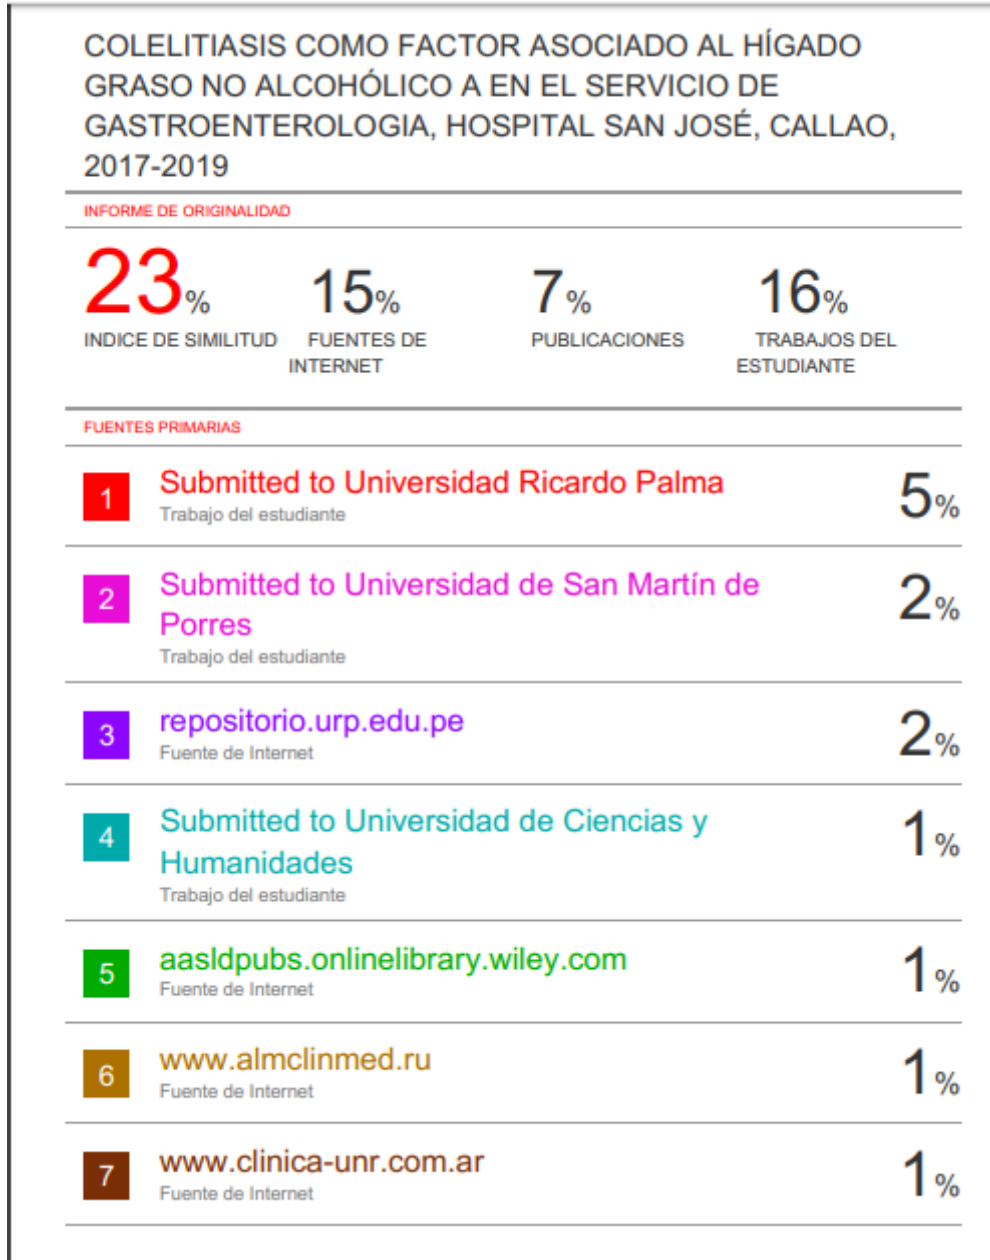 COLELITIASIS COMO FACTOR ASOCIADO AL HÍGADO
GRASO NO ALCOHÓLICO A EN EL SERVICIO DE
GASTROENTEROLOGIA, HOSPITAL SAN JOSÉ, CALLAO,
2017-2019
INFORME DE ORIGINALIDAD
23%
INDICE DE SIMILITUD
15%
FUENTES DE
INTERNET
7%
PUBLICACIONES
16%
TRABAJOS DEL
ESTUDIANTE
FUENTES PRIMARIAS
1 Submitted to Universidad Ricardo Palma 5%
Trabajo del estudiante
2 Submitted to Universidad de San Martín de 2%
Porres
Trabajo del estudiante
3 repositorio.urp.edu.pe 2%
Fuente de Internet
4 Submitted to Universidad de Ciencias y 1%
Humanidades
Trabajo del estudiante
5 aasldpubs.onlinelibrary.wiley.com 1%
Fuente de Internet
6 www.almclinmed.ru 1%
Fuente de Internet
7 www.clinica-unr.com.ar 1%
Fuente de Internet